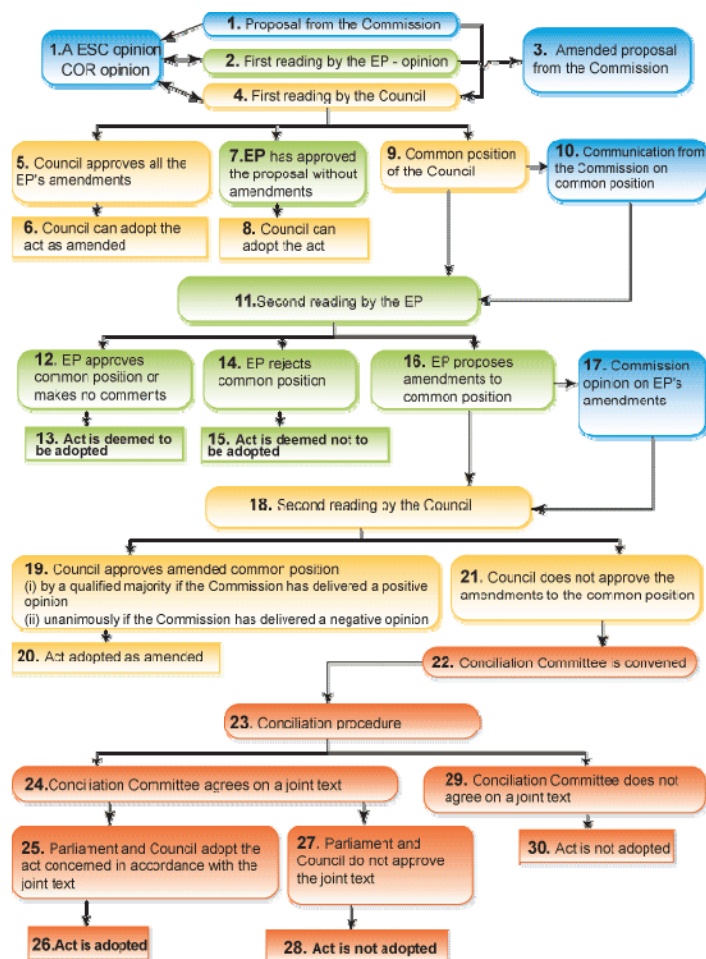 1. Proposal from the Commission
1.A ESC opinion
COR opinion
2. First reading by the EP - opinion
3. Amended proposal
from the Commission
4. First reading by the Council
5. Council approves all the
EP's amendments
6. Council can adopt the
act as amended
7. EP has approved
the proposal without
amendments
8. Council can
adopt the act
9. Common position
of the Council
10. Communication from
the Commission on
common position
11.Second reading by the EP
12. EP approves
common position or
makes no comments
13. Act is deemed to
be adopted
14. EP rejects
common position
15. Act is deemed not to
be adopted
16. EP proposes
amendments to
common position
17. Commission
opinion on EP's
amendments
18. Second reading by the Council
19. Council approves amended common position
(i) by a qualified majority if the Commission has delivered a positive
opinion
(ii) unanimously if the Commission has delivered a negative opinion
20. Act adopted as amended
21. Council does not approve the
amendments to the common position
22. Conciliation Committee is convened
23. Conciliation procedure
24.Conciliation Committee agrees on a joint text
25. Parliament and Council adopt the
act concerned in accordance with the
joint text
26.Act is adopted
27. Parliament and
Council do not approve
the joint text
28. Act is not adopted
29. Conciliation Committee does not
agree on a joint text
30. Act is not adopted